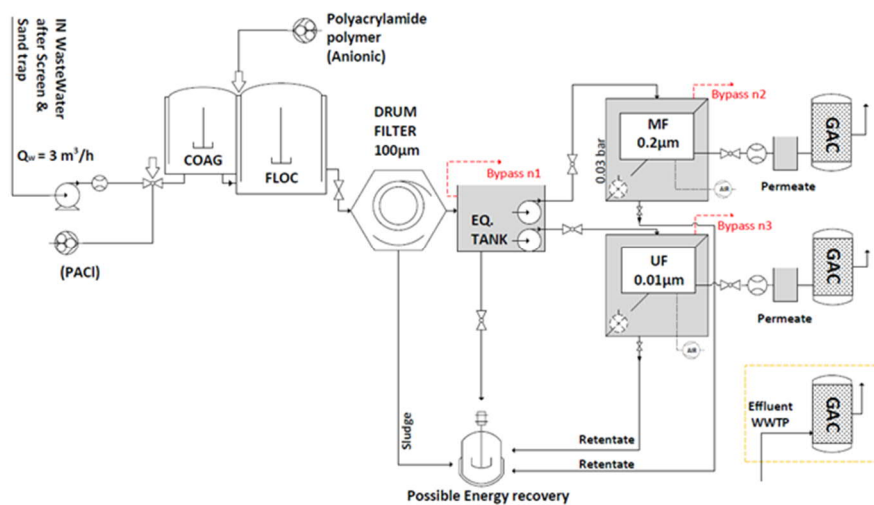 IN WasteWater
after Screen &
Sand trap
Qw = 3 m³/h
(PACl)
Polyacrylamide
polymer
(Anionic)
COAG
FLOC
DRUM
FILTER
100µm
Bypass n1
EQ.
TANK
Sludge
Bypass n2
0.03 bar
MF
0.2µm
AIR
Permeate
GAC
Bypass n3
UF
0.01µm
AIR
Permeate
GAC
Retentate
Retentate
Possible Energy recovery
Effluent
WWTP
GAC